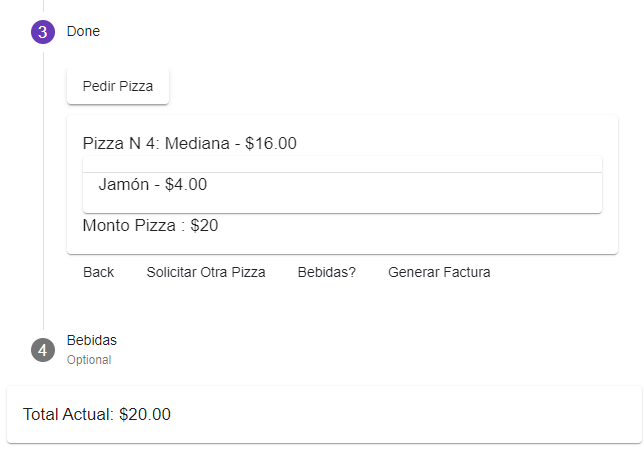 3 Done
Pedir Pizza
Pizza N 4: Mediana - $16.00
Jamón - $4.00
Monto Pizza : $20
Back Solicitar Otra Pizza Bebidas? Generar Factura
4 Bebidas
Optional
Total Actual: $20.00